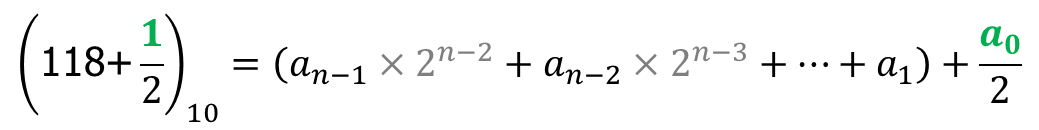 (118+1/2)₁₀ = (aₙ₋₁ × 2ⁿ⁻² + aₙ₋₂ × 2ⁿ⁻³ + ⋯ + a₁) + a₀/2